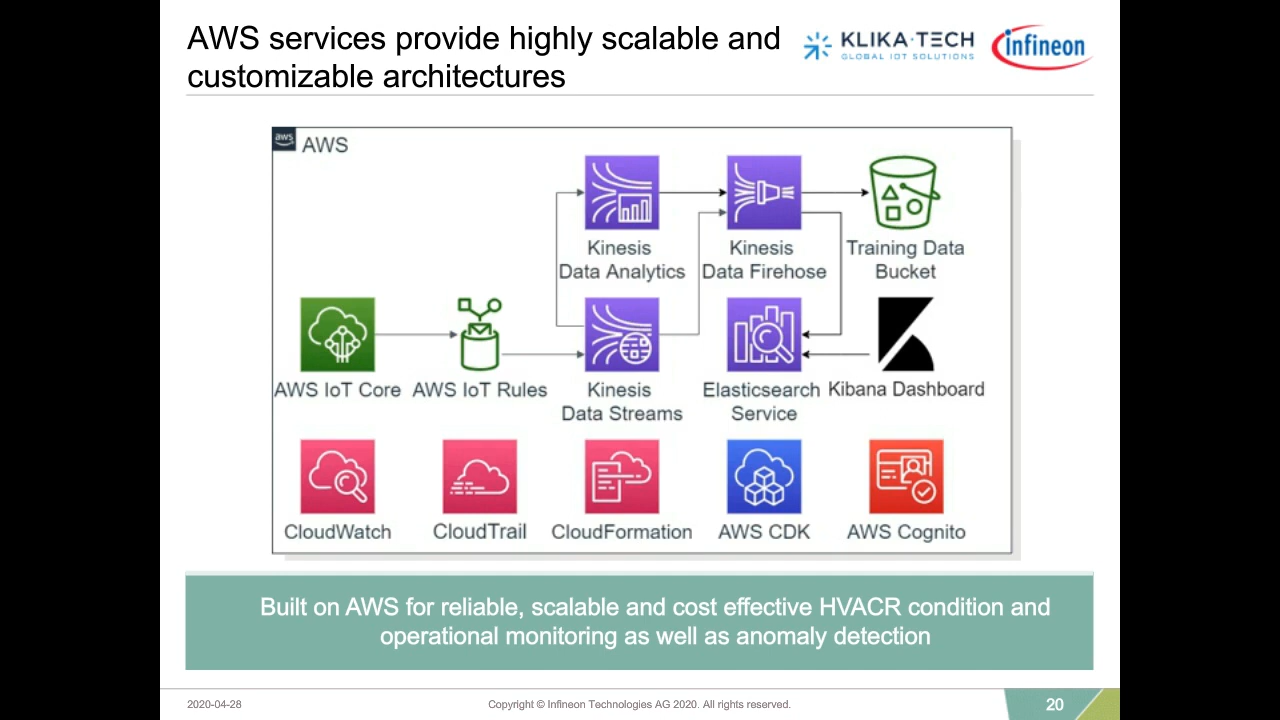 AWS services provide highly scalable and
customizable architectures
KLIKA·TECH
GLOBAL IOT SOLUTIONS
infineon
aws
AWS
Kinesis
Data Analytics
Kinesis
Data Firehose
Training Data
Bucket
AWS IoT Core
AWS IoT Rules
Kinesis
Data Streams
Elasticsearch
Service
Kibana Dashboard
CloudWatch
CloudTrail
CloudFormation
AWS CDK
AWS Cognito
Built on AWS for reliable, scalable and cost effective HVACR condition and
operational monitoring as well as anomaly detection
2020-04-28
Copyright © Infineon Technologies AG 2020. All rights reserved.
20